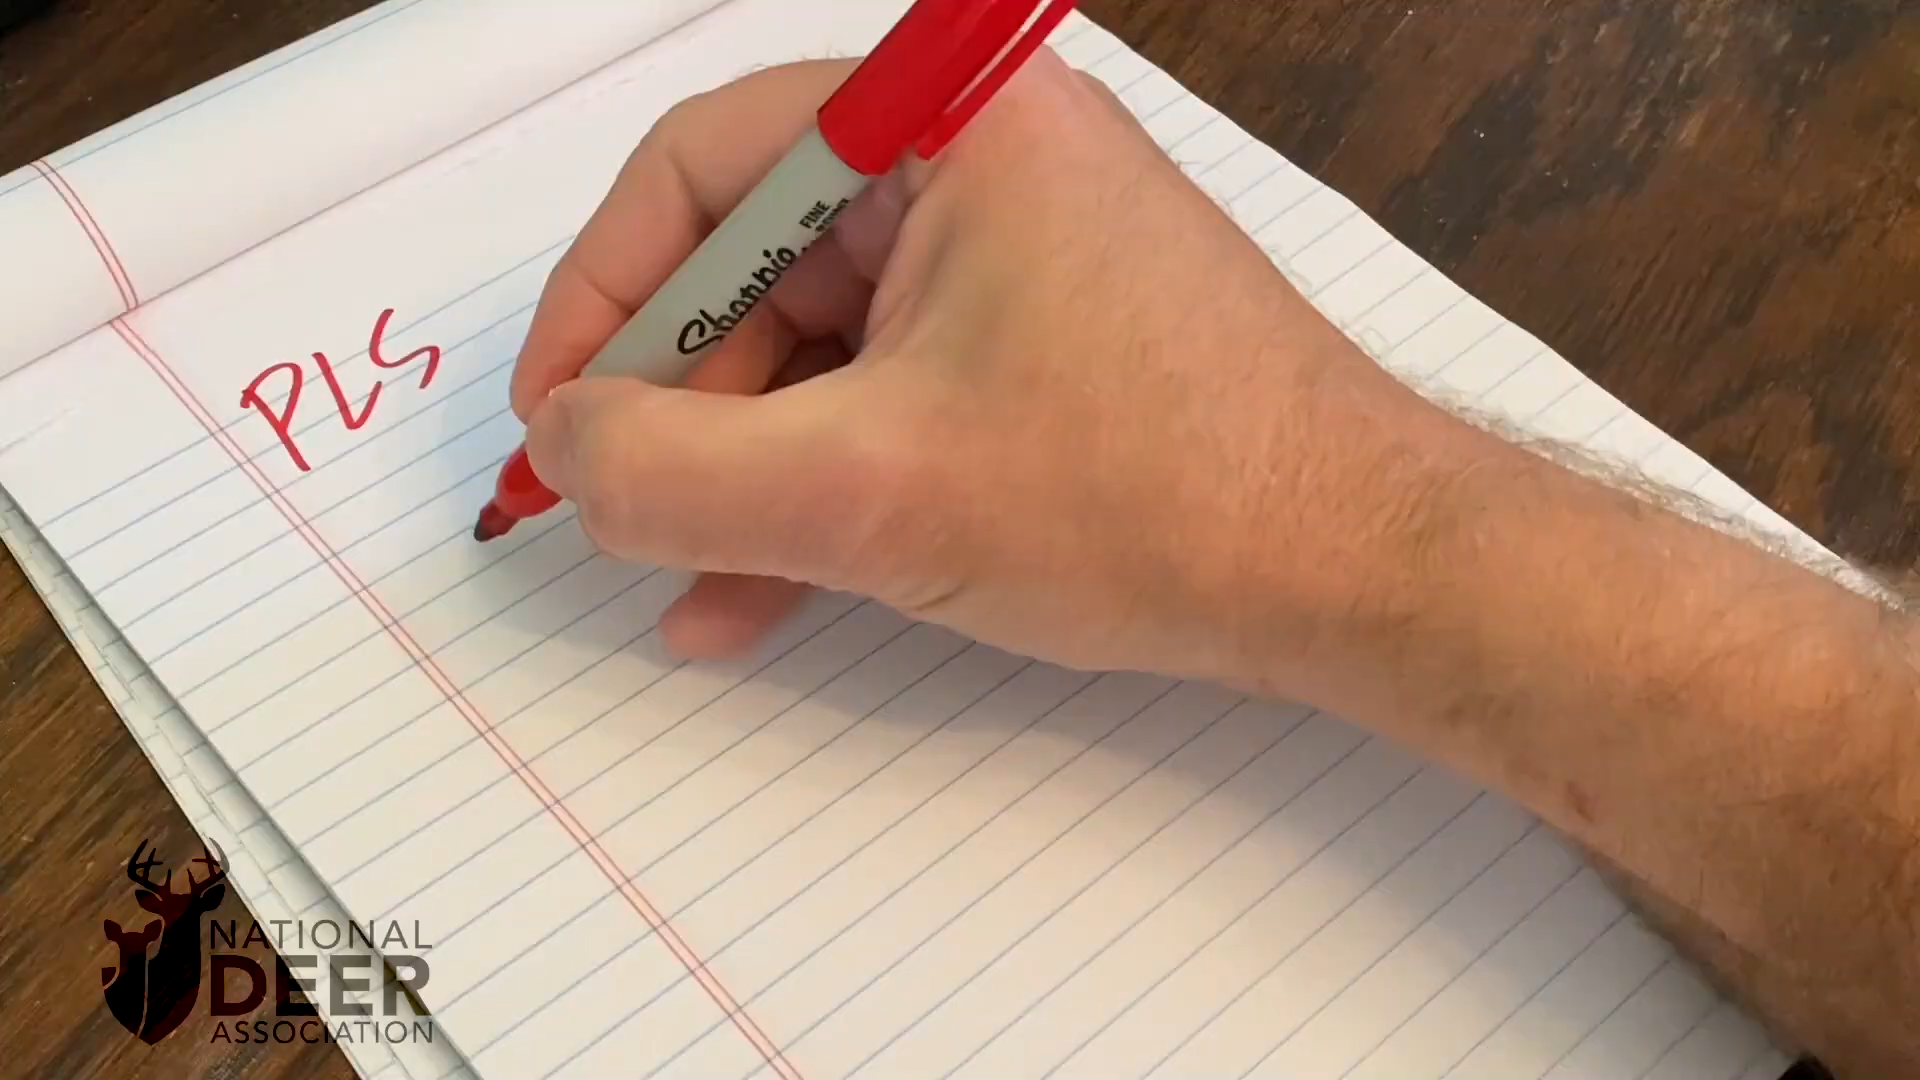 PLS
Sharpie
FINE
NATIONAL
DEER
ASSOCIATION